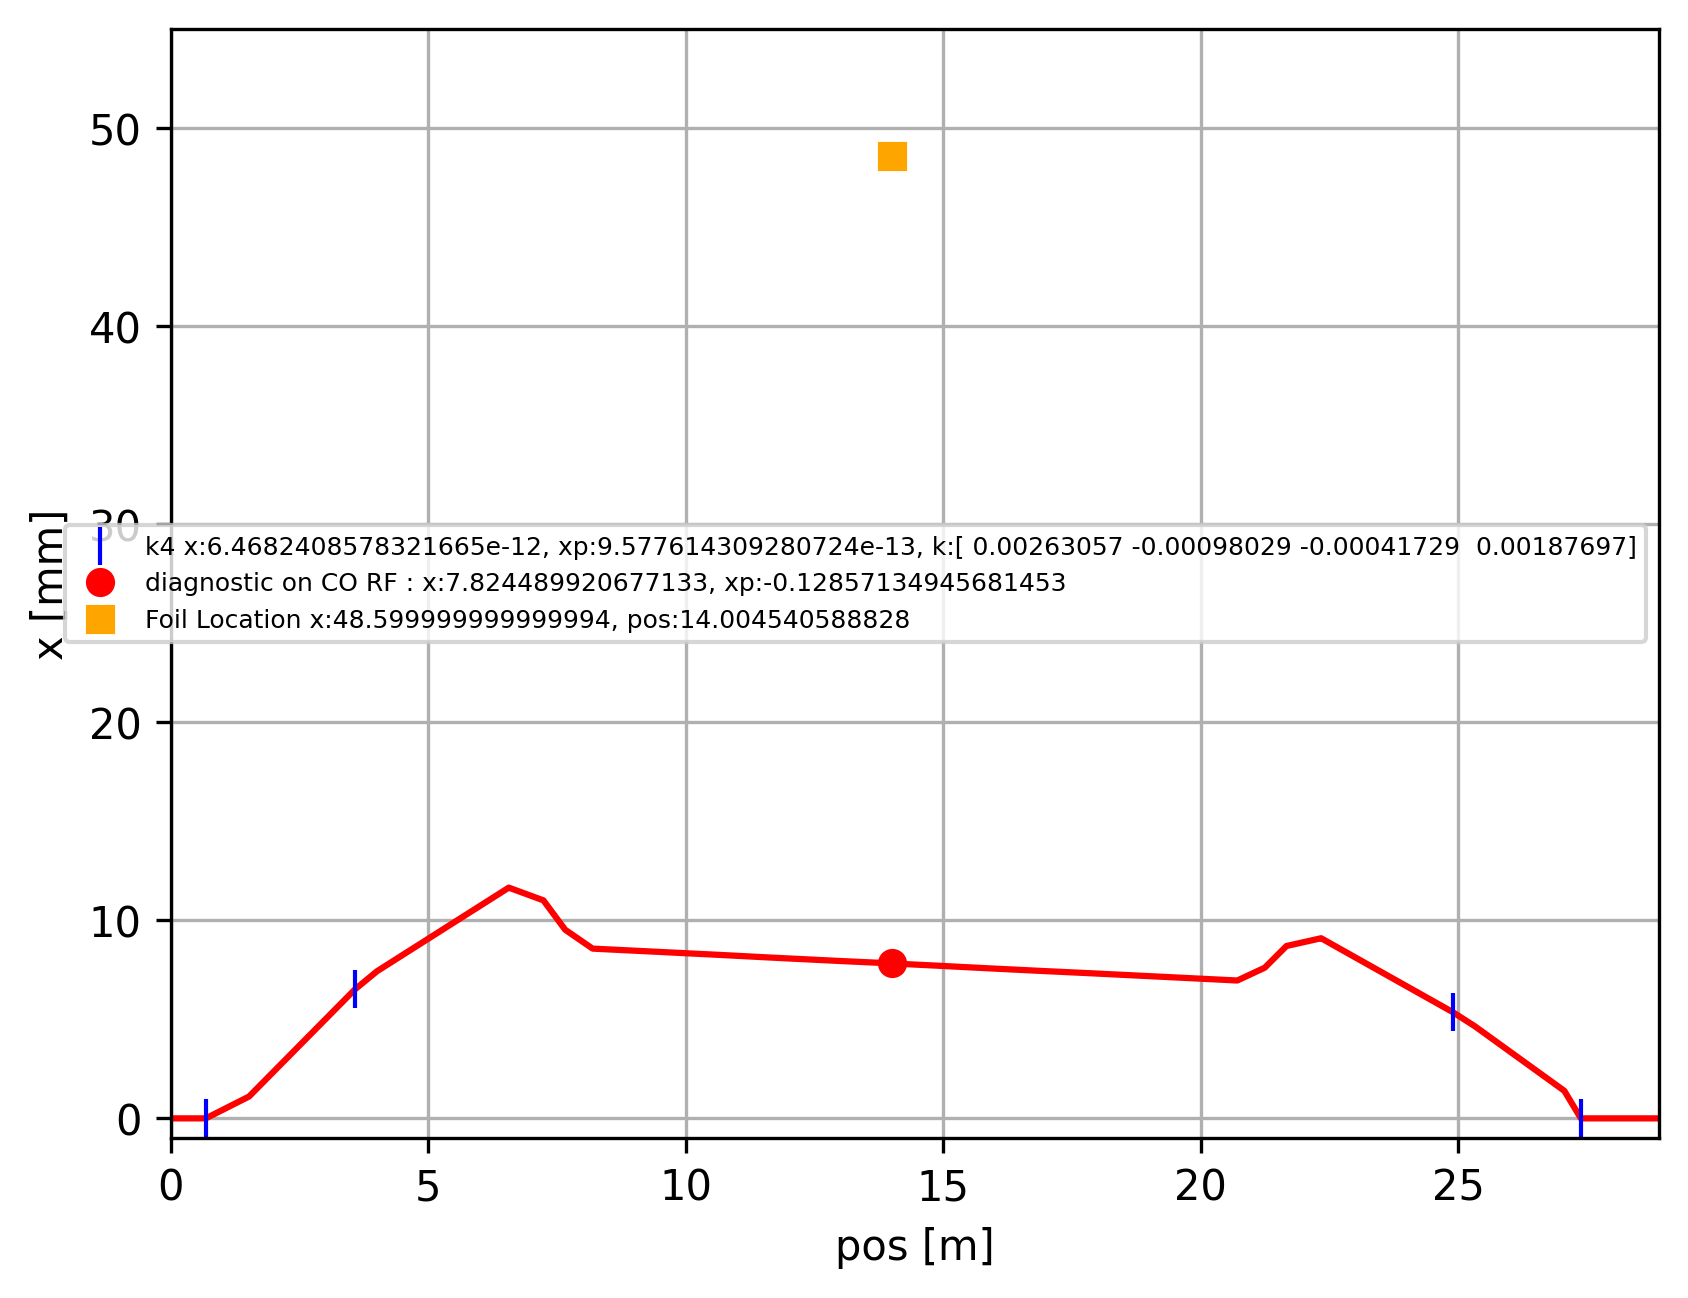 50
40
30
20
10
0
x [mm]
k4 x:6.4682408578321665e-12, xp:9.577614309280724e-13, k:[ 0.00263057 -0.00098029 -0.00041729  0.00187697]
diagnostic on CO RF : x:7.824489920677133, xp:-0.12857134945681453
Foil Location x:48.599999999999994, pos:14.004540588828
0 5 10 15 20 25
pos [m]